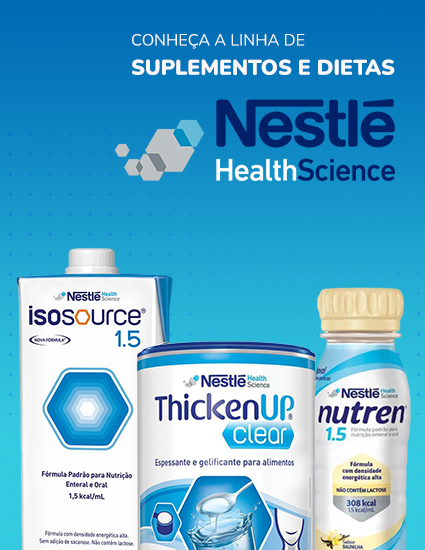 CONHEÇA A LINHA DE
SUPLEMENTOS E DIETAS
Nestlé
HealthScience
Nestlé Health Science
isosource®
1.5
NOVA FÓRMULA*
Fórmula Padrão para Nutrição
Enteral e Oral
1,5 kcal/mL
Fórmula com densidade energética alta.
Sem adição de sacarose. Não contém lactose.
Nestlé Health Science
ThickenUP®
clear
Espessante e gelificante para alimentos
Nestlé Health Science
nutren®
1.5
Fórmula padrão para
nutrição enteral e oral
Fórmula
com densidade
energética alta
NÃO CONTÉM LACTOSE
308 kcal
1.5 kcal/mL
Sabor
BAUNILHA